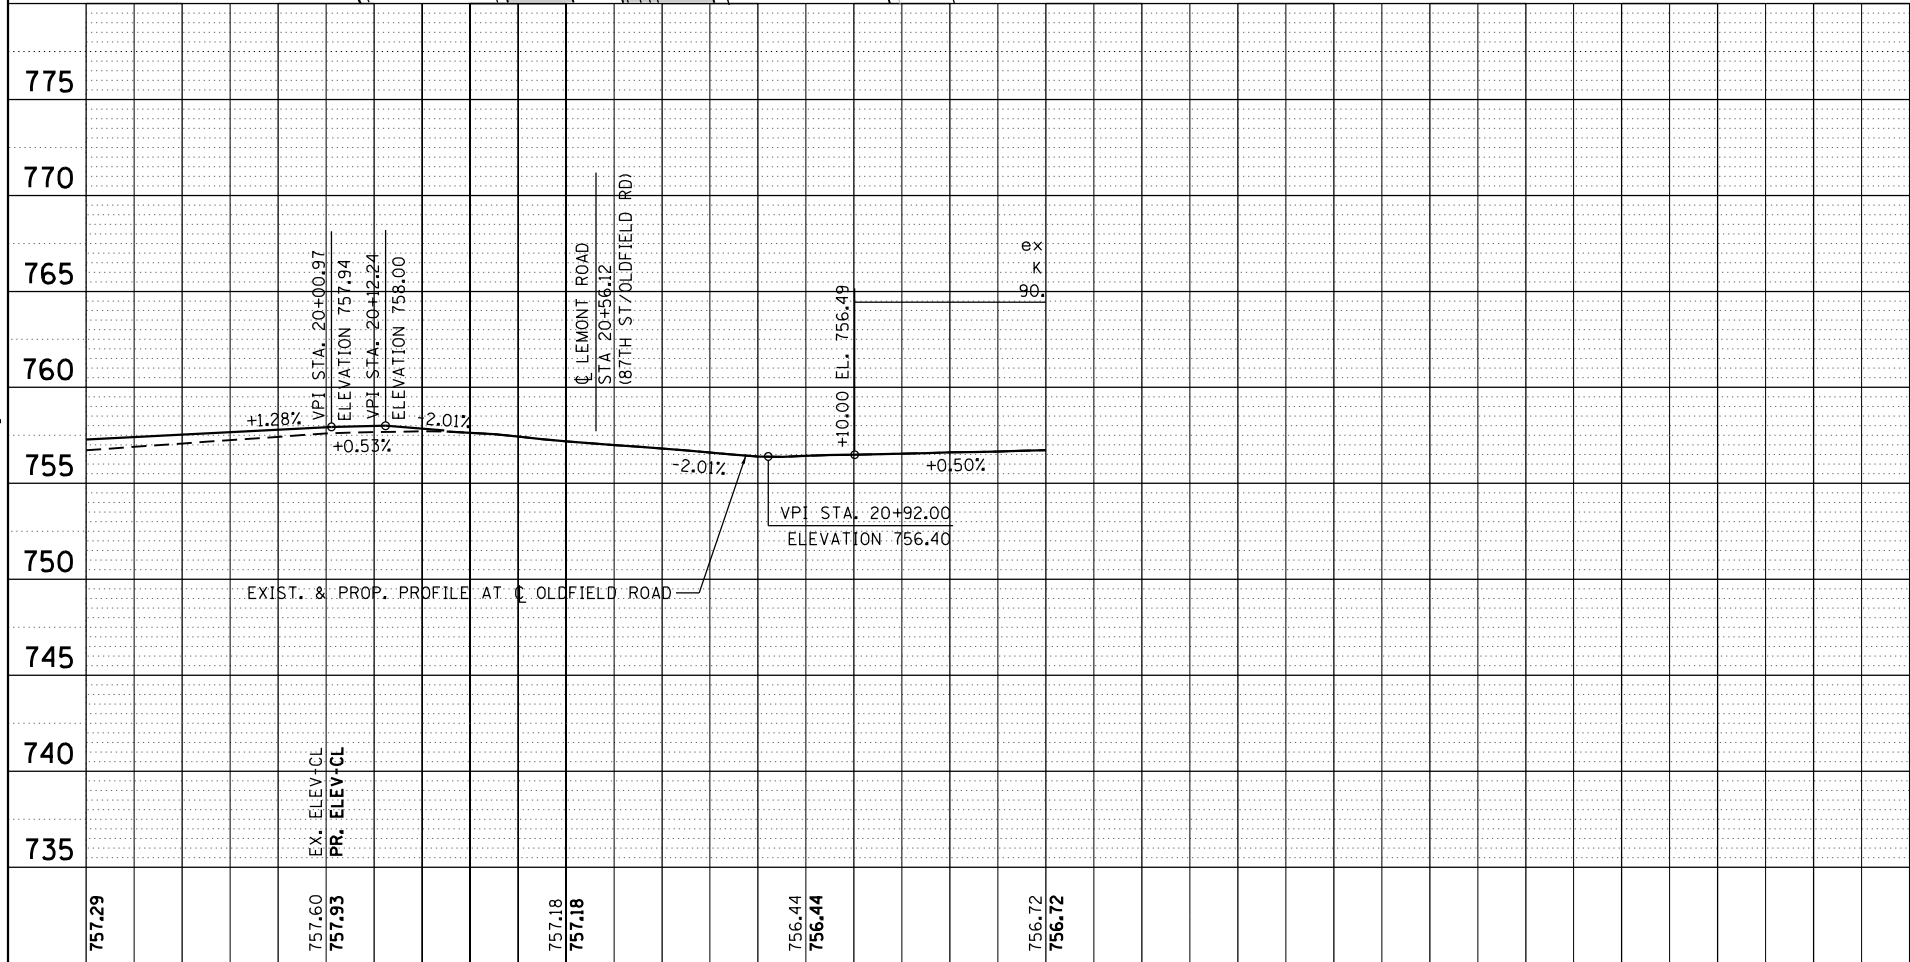 775
770
765
760
755
750
745
740
735
+1.28%
VPI STA. 20+00.97
ELEVATION 757.94
VPI STA. 20+12.24
ELEVATION 758.00
-2.01%
+0.53%
℄ LEMONT ROAD
STA 20+56.12
(87TH ST/OLDFIELD RD)
-2.01%
+10.00 EL. 756.49
ex
K
90.
+0.50%
VPI STA. 20+92.00
ELEVATION 756.40
EXIST. & PROP. PROFILE AT ℄ OLDFIELD ROAD
EX. ELEV-CL
PR. ELEV-CL
757.29
757.60
757.93
757.18
757.18
756.44
756.44
756.72
756.72